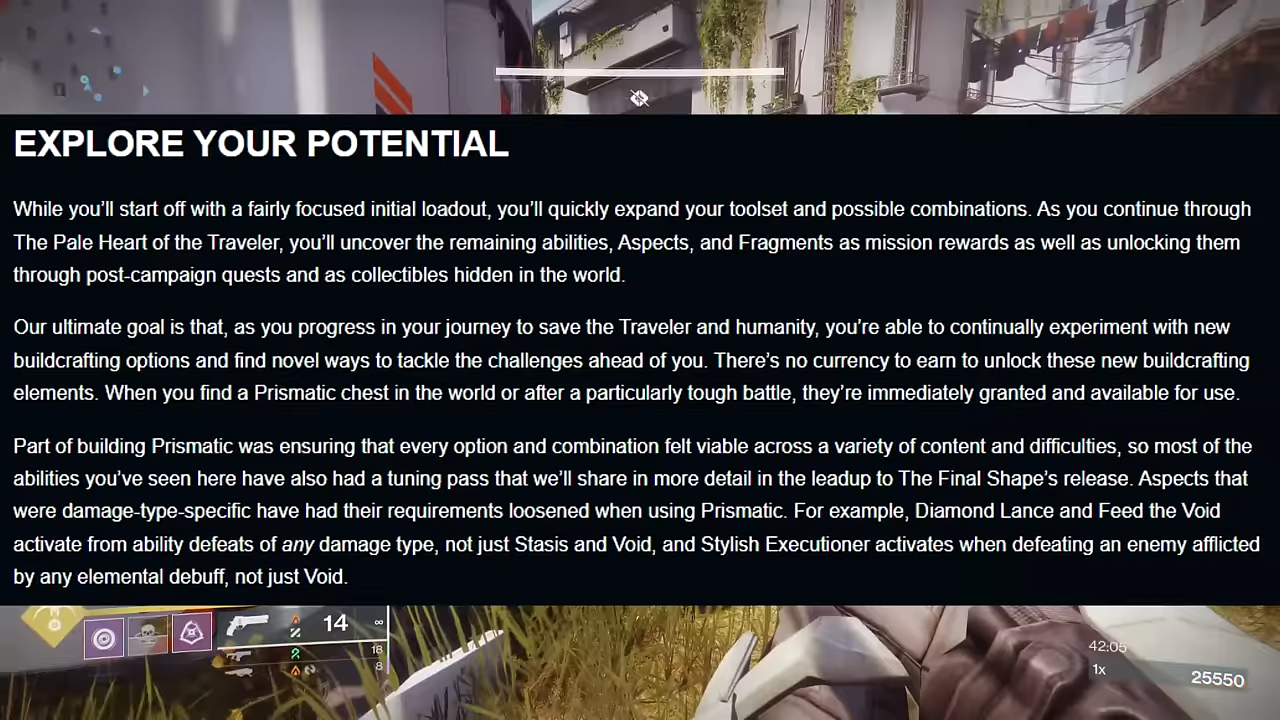 EXPLORE YOUR POTENTIAL
While you’ll start off with a fairly focused initial loadout, you’ll quickly expand your toolset and possible combinations. As you continue through
The Pale Heart of the Traveler, you’ll uncover the remaining abilities, Aspects, and Fragments as mission rewards as well as unlocking them
through post-campaign quests and as collectibles hidden in the world.
Our ultimate goal is that, as you progress in your journey to save the Traveler and humanity, you’re able to continually experiment with new
buildcrafting options and find novel ways to tackle the challenges ahead of you. There’s no currency to earn to unlock these new buildcrafting
elements. When you find a Prismatic chest in the world or after a particularly tough battle, they’re immediately granted and available for use.
Part of building Prismatic was ensuring that every option and combination felt viable across a variety of content and difficulties, so most of the
abilities you’ve seen here have also had a tuning pass that we’ll share in more detail in the leadup to The Final Shape’s release. Aspects that
were damage-type-specific have had their requirements loosened when using Prismatic. For example, Diamond Lance and Feed the Void
activate from ability defeats of any damage type, not just Stasis and Void, and Stylish Executioner activates when defeating an enemy afflicted
by any elemental debuff, not just Void.
14 ∞
18
8
42:05
1x 25550